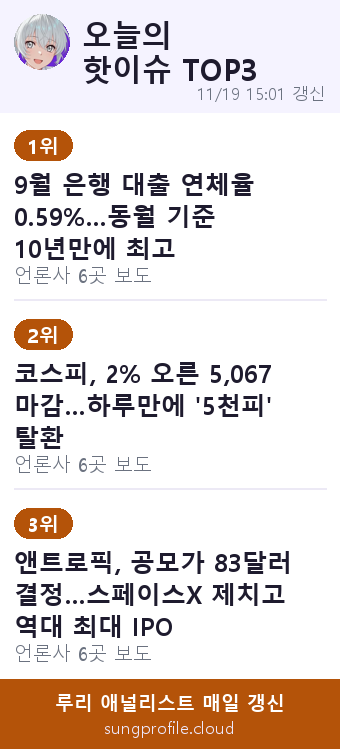 오늘의
핫이슈 TOP3
11/19 15:01 갱신
1위
9월 은행 대출 연체율
0.59%...동월 기준
10년만에 최고
언론사 6곳 보도
2위
코스피, 2% 오른 5,067
마감...하루만에 '5천피'
탈환
언론사 6곳 보도
3위
앤트로픽, 공모가 83달러
결정...스페이스X 제치고
역대 최대 IPO
언론사 6곳 보도
루리 애널리스트 매일 갱신
sungprofile.cloud